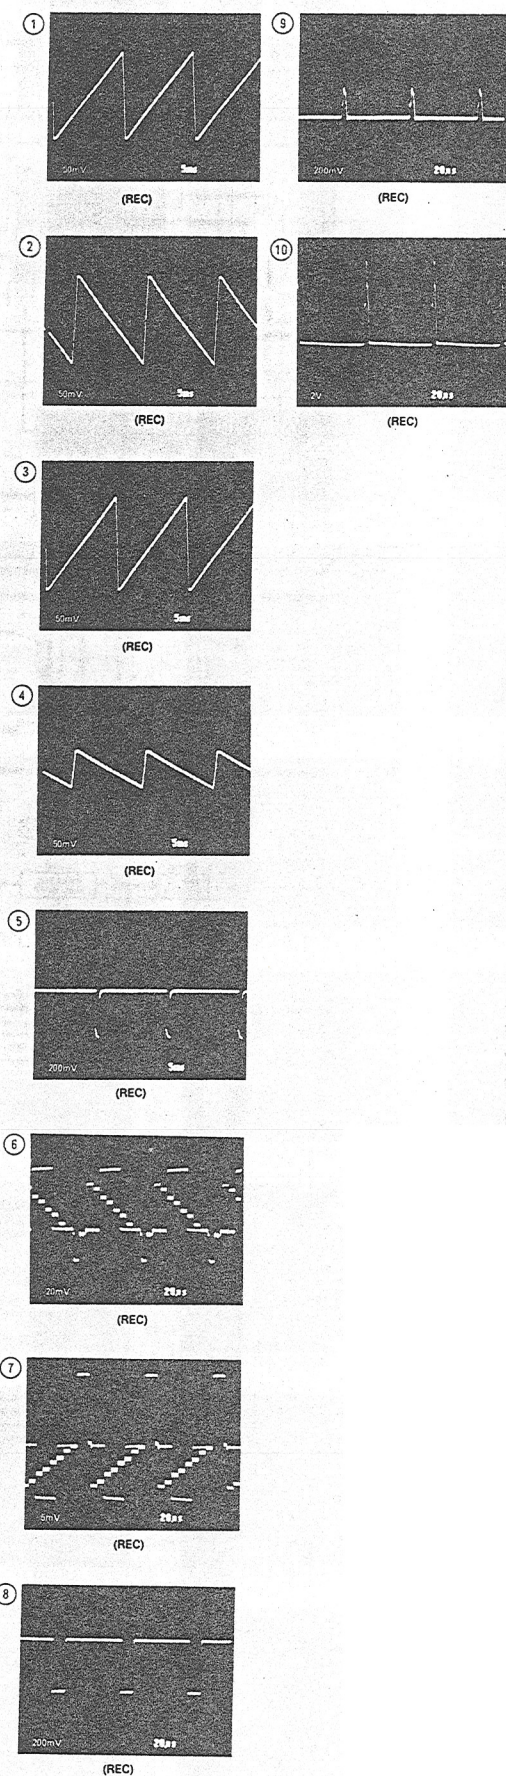 1
50mV 5ms
(REC)
2
50mV 5ms
(REC)
3
50mV 5ms
(REC)
4
50mV 5ms
(REC)
5
200mV 5ms
(REC)
6
20mV 20µs
(REC)
7
5mV 20µs
(REC)
8
200mV 20µs
(REC)
9
200mV 20µs
(REC)
10
2V 20µs
(REC)